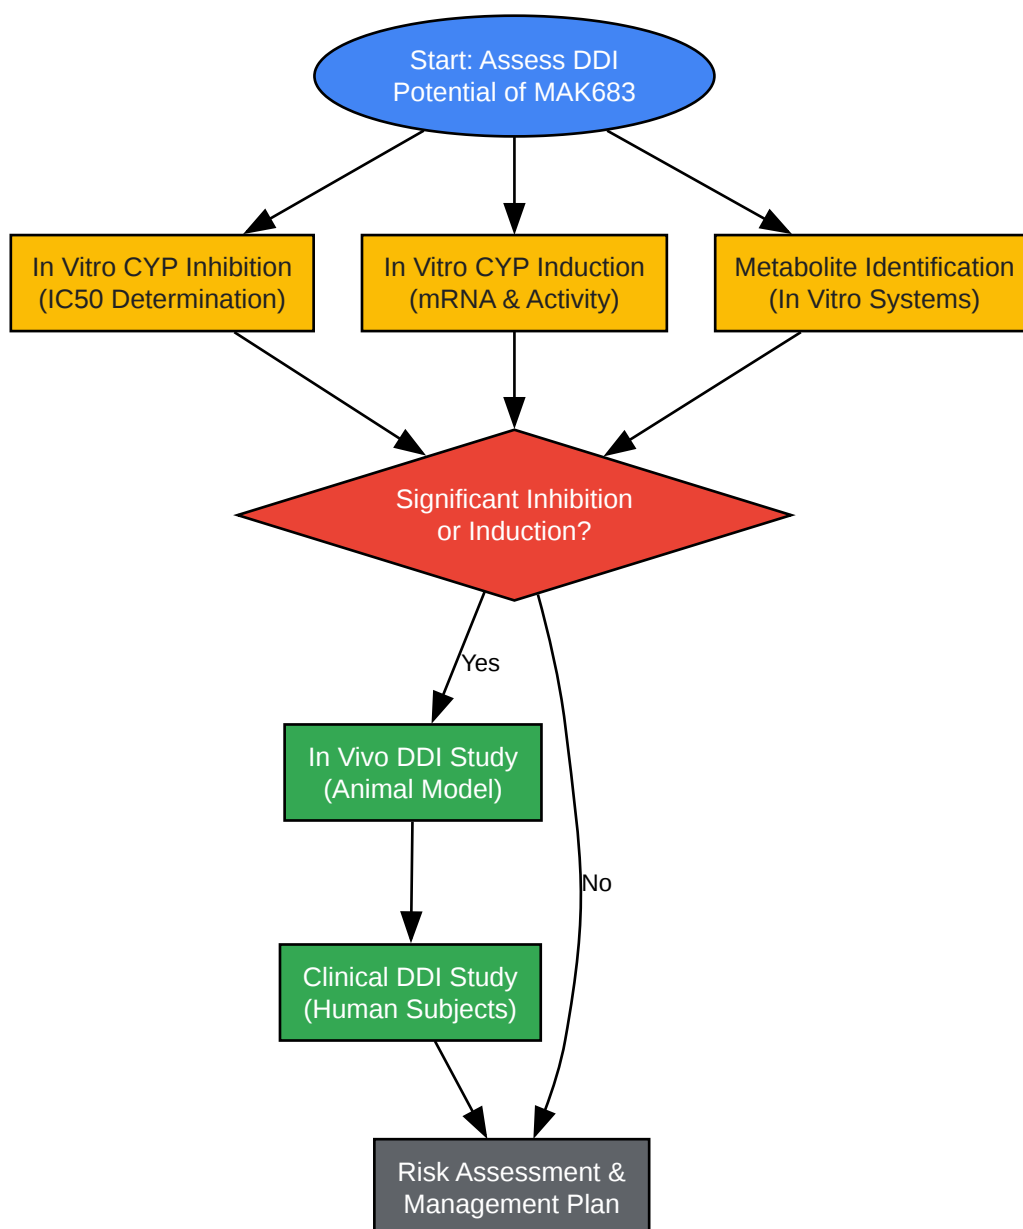 Start: Assess DDI
Potential of MAK683
In Vitro CYP Inhibition
(IC50 Determination)
In Vitro CYP Induction
(mRNA & Activity)
Metabolite Identification
(In Vitro Systems)
Significant Inhibition
or Induction?
Yes
In Vivo DDI Study
(Animal Model)
No
Clinical DDI Study
(Human Subjects)
Risk Assessment &
Management Plan